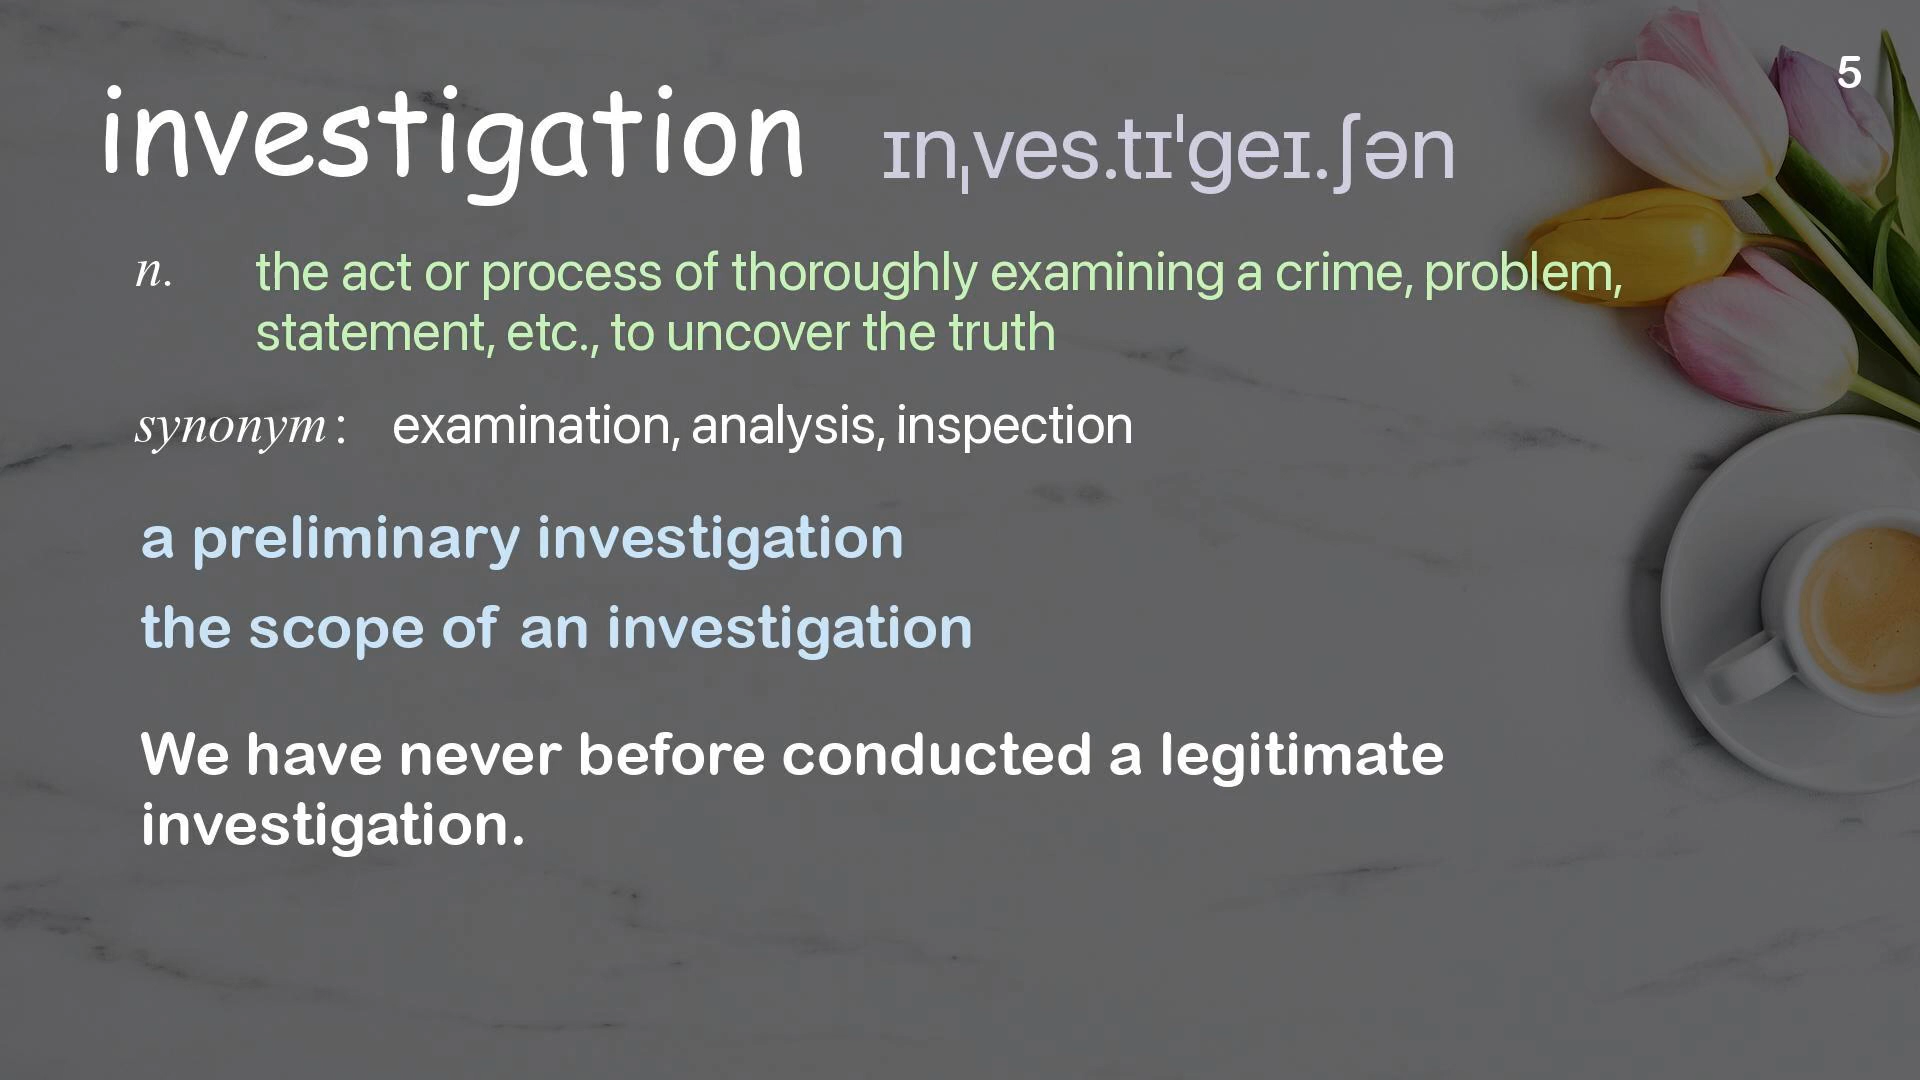 5
investigation ɪnˌves.tɪˈɡeɪ.ʃən
n. the act or process of thoroughly examining a crime, problem,
statement, etc., to uncover the truth
synonym: examination, analysis, inspection
a preliminary investigation
the scope of an investigation
We have never before conducted a legitimate
investigation.